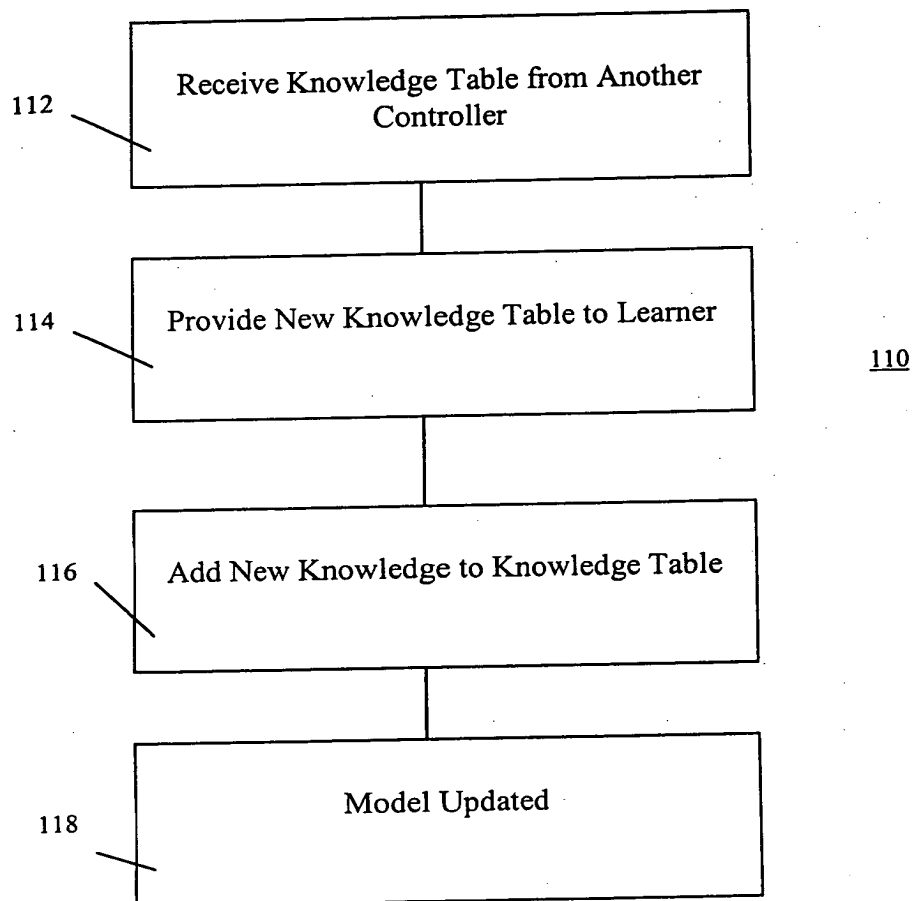 Receive Knowledge Table from Another
Controller
112
Provide New Knowledge Table to Learner
114
110
Add New Knowledge to Knowledge Table
116
Model Updated
118